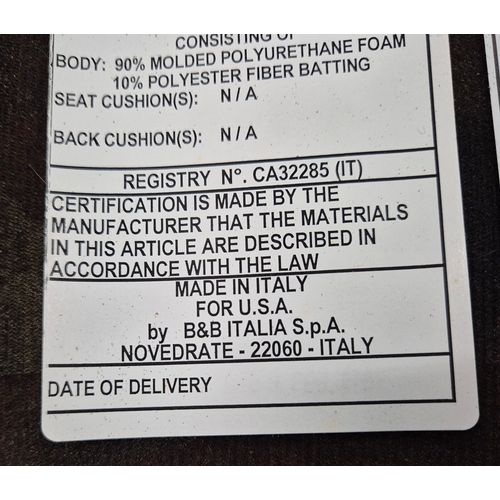 CONSISTING OF
BODY: 90% MOLDED POLYURETHANE FOAM
10% POLYESTER FIBER BATTING
SEAT CUSHION(S): N / A
BACK CUSHION(S): N / A
REGISTRY N°. CA32285 (IT)
CERTIFICATION IS MADE BY THE
MANUFACTURER THAT THE MATERIALS
IN THIS ARTICLE ARE DESCRIBED IN
ACCORDANCE WITH THE LAW
MADE IN ITALY
FOR U.S.A.
by B&B ITALIA S.p.A.
NOVEDRATE - 22060 - ITALY
DATE OF DELIVERY